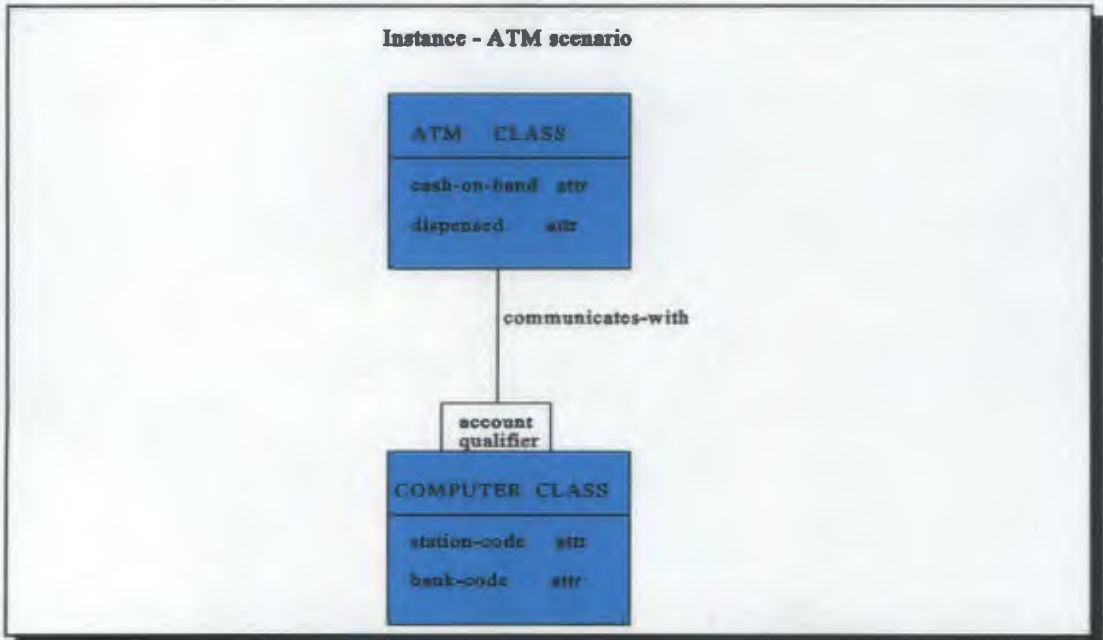 Instance - ATM scenario
ATM CLASS
cash-on-hand attr
dispensed attr
communicates-with
account
qualifier
COMPUTER CLASS
station-code attr
bank-code attr